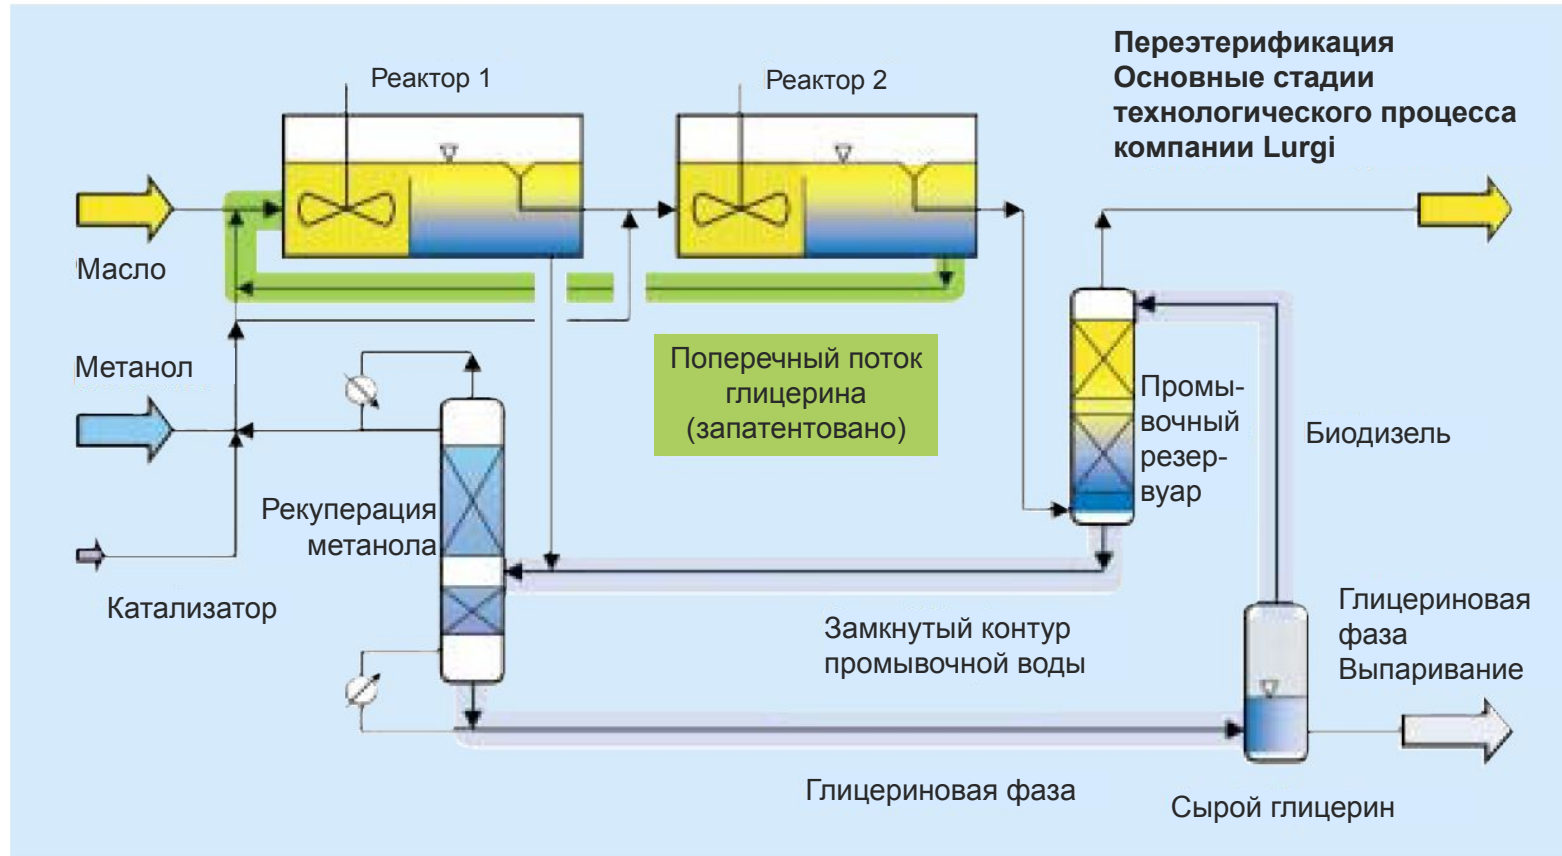 Переэтерификация
Основные стадии
технологического процесса
компании Lurgi
Реактор 1
Реактор 2
Масло
Метанол
Катализатор
Поперечный поток
глицерина
(запатентовано)
Рекуперация
метанола
Промы-
вочный
резер-
вуар
Биодизель
Замкнутый контур
промывочной воды
Глицериновая
фаза
Выпаривание
Глицериновая фаза
Сырой глицерин